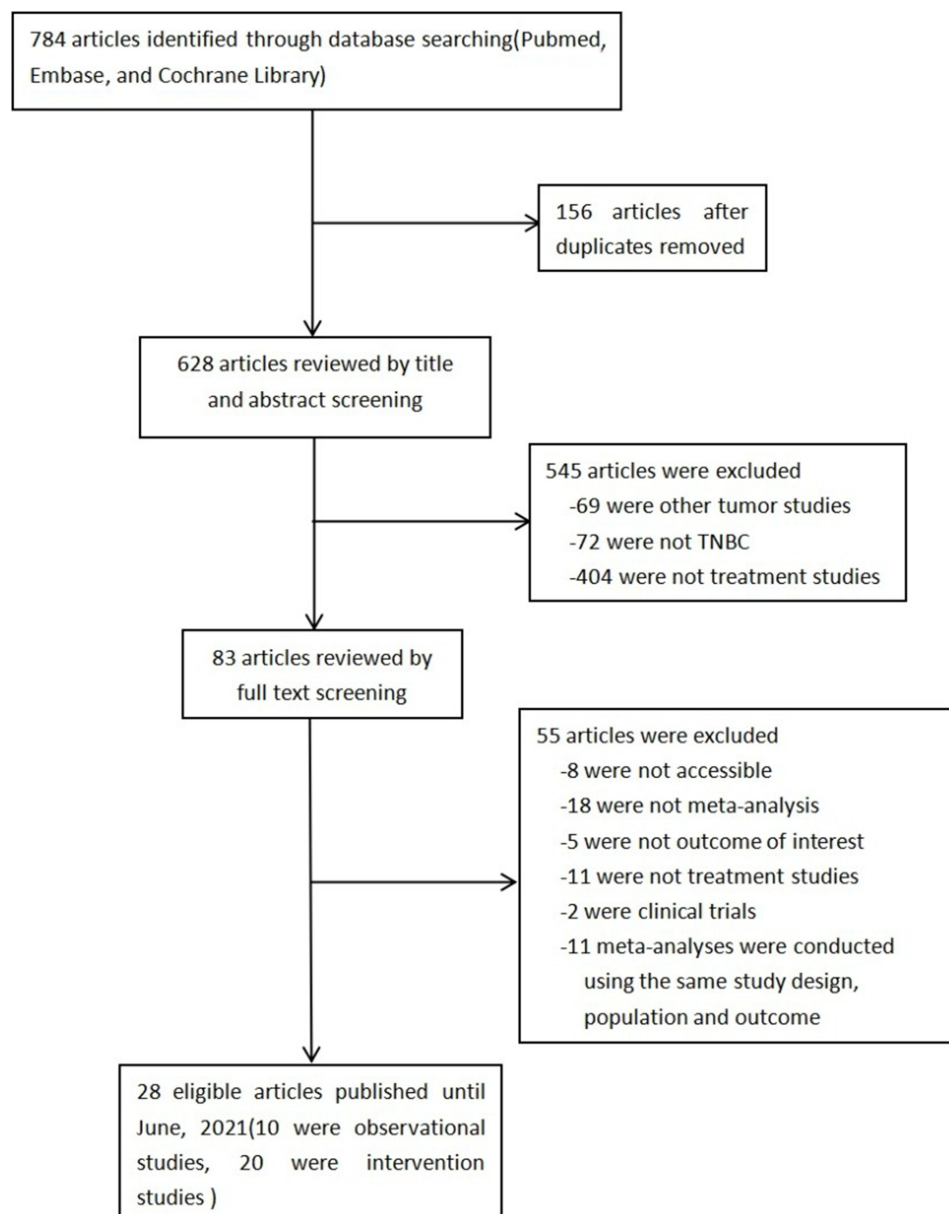 784 articles identified through database searching(Pubmed,
Embase, and Cochrane Library)
156 articles after
duplicates removed
628 articles reviewed by title
and abstract screening
545 articles were excluded
-69 were other tumor studies
-72 were not TNBC
-404 were not treatment studies
83 articles reviewed by
full text screening
55 articles were excluded
-8 were not accessible
-18 were not meta-analysis
-5 were not outcome of interest
-11 were not treatment studies
-2 were clinical trials
-11 meta-analyses were conducted
using the same study design,
population and outcome
28 eligible articles published until
June, 2021(10 were observational
studies, 20 were intervention
studies )